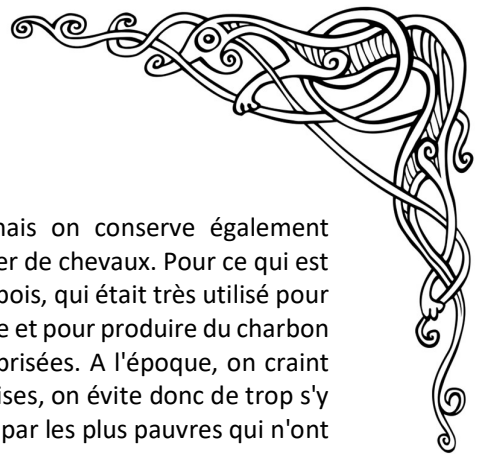 mais on conserve également
er de chevaux. Pour ce qui est
bois, qui était très utilisé pour
e et pour produire du charbon
prisées. A l'époque, on craint
ises, on évite donc de trop s'y
par les plus pauvres qui n'ont